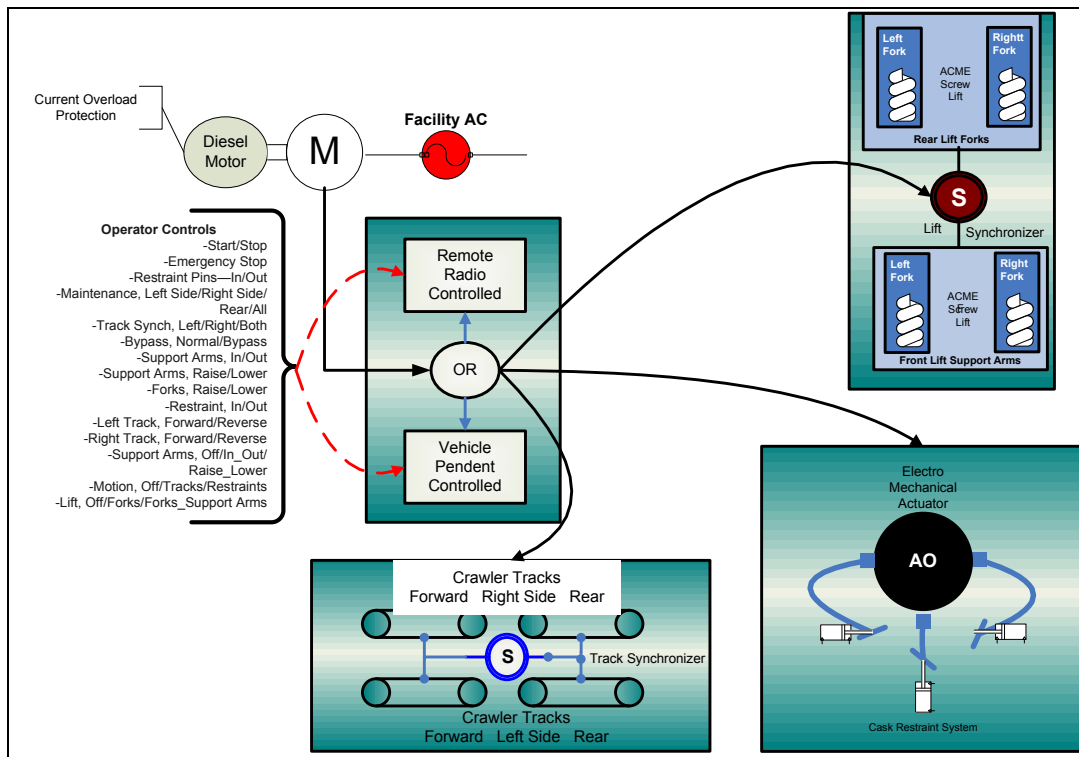 Current Overload
Protection
Diesel
Motor
M
Facility AC
Operator Controls
-Start/Stop
-Emergency Stop
-Restraint Pins—In/Out
-Maintenance, Left Side/Right Side/
Rear/All
-Track Synch, Left/Right/Both
-Bypass, Normal/Bypass
-Support Arms, In/Out
-Support Arms, Raise/Lower
-Forks, Raise/Lower
-Restraint, In/Out
-Left Track, Forward/Reverse
-Right Track, Forward/Reverse
-Support Arms, Off/In_Out/
Raise_Lower
-Motion, Off/Tracks/Restraints
-Lift, Off/Forks/Forks_Support Arms
Remote
Radio
Controlled
OR
Vehicle
Pendent
Controlled
Left
Fork
ACME
Screw
Lift
Rightt
Fork
Rear Lift Forks
S
Lift Synchronizer
Left
Fork
ACME
Screw
Lift
Right
Fork
Front Lift Support Arms
Crawler Tracks
Forward Right Side Rear
S
Track Synchronizer
Crawler Tracks
Forward Left Side Rear
Electro
Mechanical
Actuator
AO
Cask Restraint System